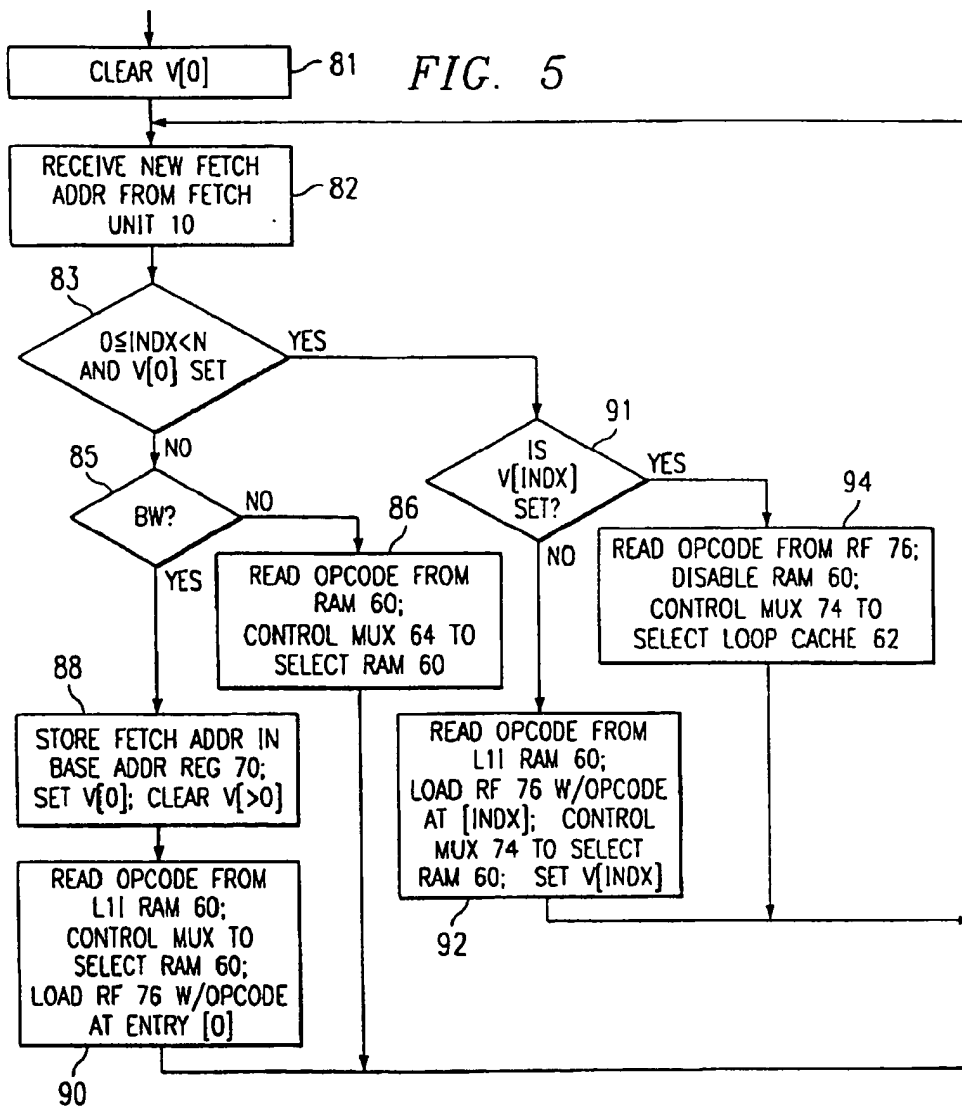 FIG. 5
CLEAR V[0]
81
RECEIVE NEW FETCH
ADDR FROM FETCH
UNIT 10
82
83
0≦INDX<N
AND V[0] SET
YES
NO
85
BW?
NO
YES
86
READ OPCODE FROM
RAM 60;
CONTROL MUX 64 TO
SELECT RAM 60
88
STORE FETCH ADDR IN
BASE ADDR REG 70;
SET V[0]; CLEAR V[>0]
READ OPCODE FROM
L1I RAM 60;
CONTROL MUX TO
SELECT RAM 60;
LOAD RF 76 W/OPCODE
AT ENTRY [0]
90
91
IS
V[INDX]
SET?
YES
NO
94
READ OPCODE FROM RF 76;
DISABLE RAM 60;
CONTROL MUX 74 TO
SELECT LOOP CACHE 62
READ OPCODE FROM
L1I RAM 60;
LOAD RF 76 W/OPCODE
AT [INDX]; CONTROL
MUX 74 TO SELECT
RAM 60; SET V[INDX]
92